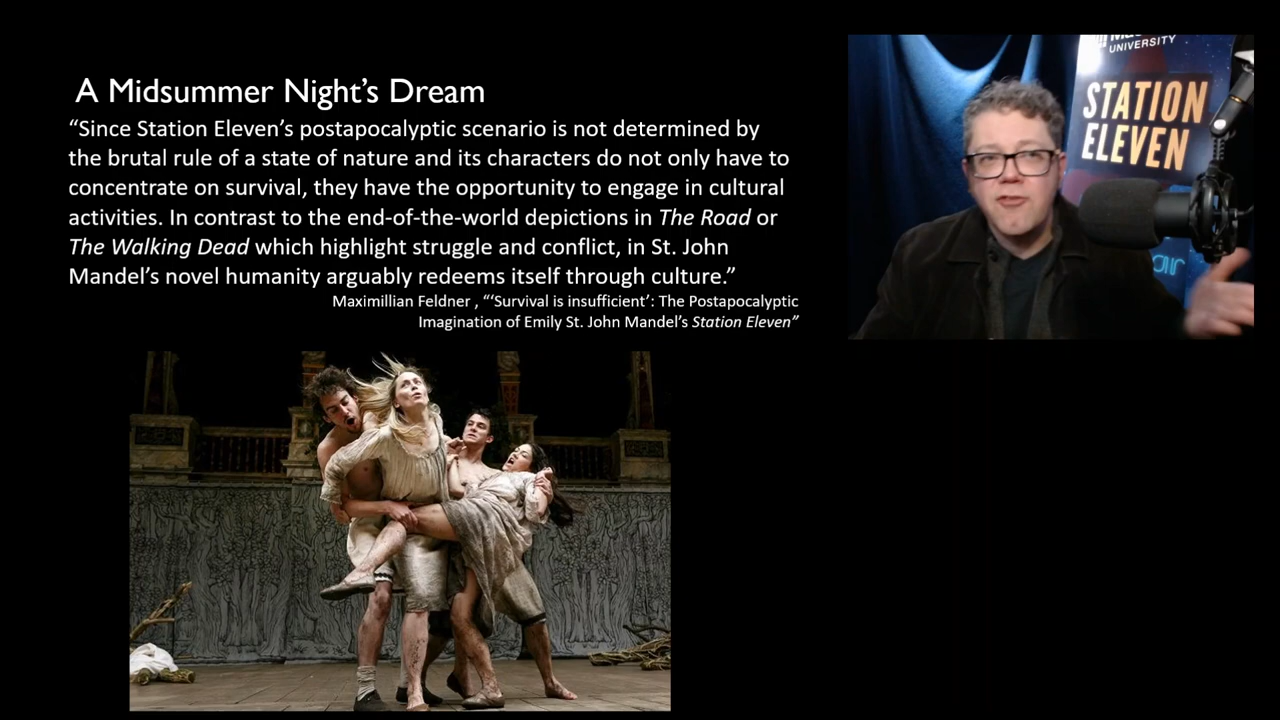 A Midsummer Night's Dream
“Since Station Eleven's postapocalyptic scenario is not determined by
the brutal rule of a state of nature and its characters do not only have to
concentrate on survival, they have the opportunity to engage in cultural
activities. In contrast to the end-of-the-world depictions in The Road or
The Walking Dead which highlight struggle and conflict, in St. John
Mandel's novel humanity arguably redeems itself through culture.”
Maximillian Feldner , “‘Survival is insufficient’: The Postapocalyptic
Imagination of Emily St. John Mandel's Station Eleven”
UNIVERSITY
STATION
ELEVEN